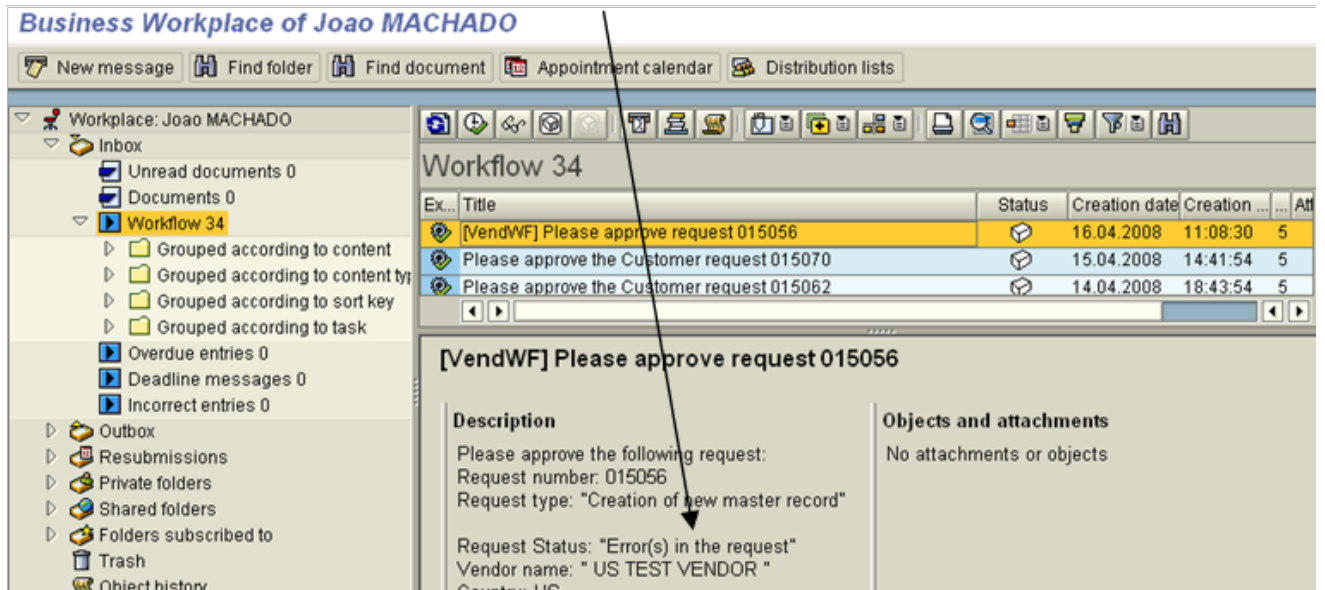 Business Workplace of Joao MACHADO
New message Find folder Find document Appointment calendar Distribution lists
Workplace: Joao MACHADO
Inbox
Unread documents 0
Documents 0
Workflow 34
Grouped according to content
Grouped according to content typ
Grouped according to sort key
Grouped according to task
Overdue entries 0
Deadline messages 0
Incorrect entries 0
Outbox
Resubmissions
Private folders
Shared folders
Folders subscribed to
Trash
Object history
Workflow 34
Ex... Title Status Creation date Creation ... ... Att
[VendWF] Please approve request 015056 16.04.2008 11:08:30 5
Please approve the Customer request 015070 15.04.2008 14:41:54 5
Please approve the Customer request 015062 14.04.2008 18:43:54 5
[VendWF] Please approve request 015056
Description
Please approve the following request:
Request number: 015056
Request type: "Creation of new master record"
Request Status: "Error(s) in the request"
Vendor name: " US TEST VENDOR "
Country: US
Objects and attachments
No attachments or objects